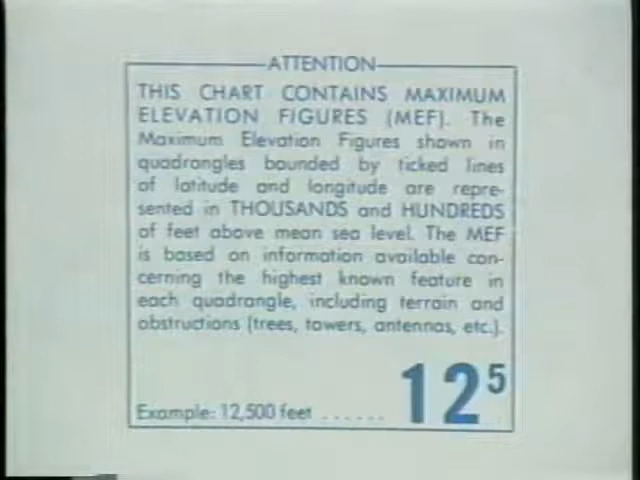 ATTENTION
THIS CHART CONTAINS MAXIMUM
ELEVATION FIGURES (MEF). The
Maximum Elevation Figures shown in
quadrangles bounded by ticked lines
of latitude and longitude are repre-
sented in THOUSANDS and HUNDREDS
of feet above mean sea level. The MEF
is based on information available con-
cerning the highest known feature in
each quadrangle, including terrain and
obstructions (trees, towers, antennas, etc.).
Example: 12,500 feet . . . . . . 12⁵